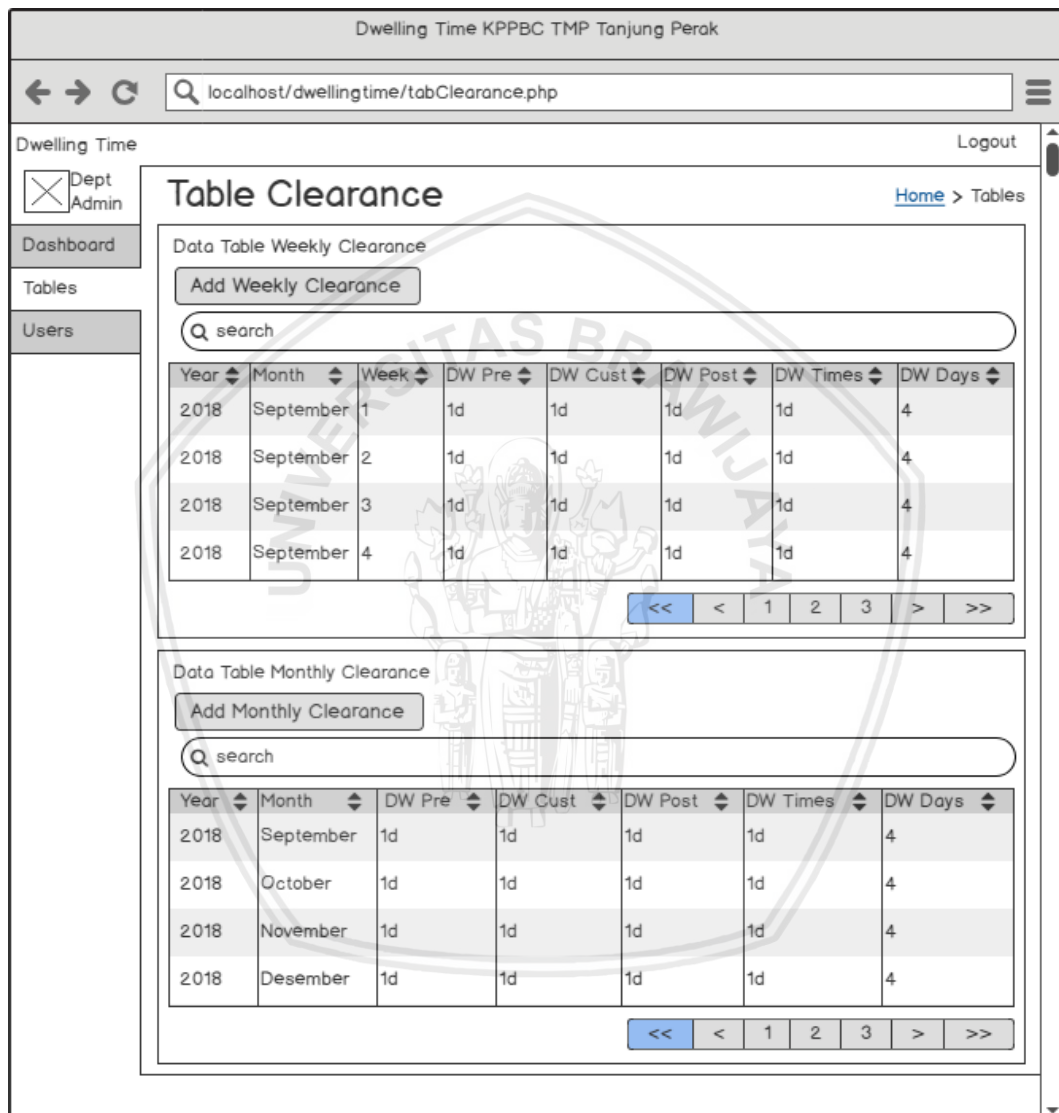 Dwelling Time KPPBC TMP Tanjung Perak
localhost/dwellingtime/tabClearance.php
Dwelling Time
Logout
Dept
Admin
Table Clearance
Home > Tables
Dashboard
Tables
Users
Data Table Weekly Clearance
Add Weekly Clearance
search
Year Month Week DW Pre DW Cust DW Post DW Times DW Days
2018 September 1 1d 1d 1d 1d 4
2018 September 2 1d 1d 1d 1d 4
2018 September 3 1d 1d 1d 1d 4
2018 September 4 1d 1d 1d 1d 4
<< < 1 2 3 > >>
Data Table Monthly Clearance
Add Monthly Clearance
search
Year Month DW Pre DW Cust DW Post DW Times DW Days
2018 September 1d 1d 1d 1d 4
2018 October 1d 1d 1d 1d 4
2018 November 1d 1d 1d 1d 4
2018 Desember 1d 1d 1d 1d 4
<< < 1 2 3 > >>
UNIVERSITAS BRAWIJAYA